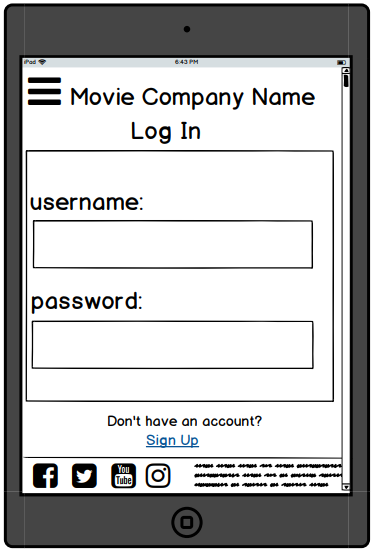 iPad 6:43 PM
Movie Company Name
Log In
username:
password:
Don't have an account?
Sign Up
You
Tube